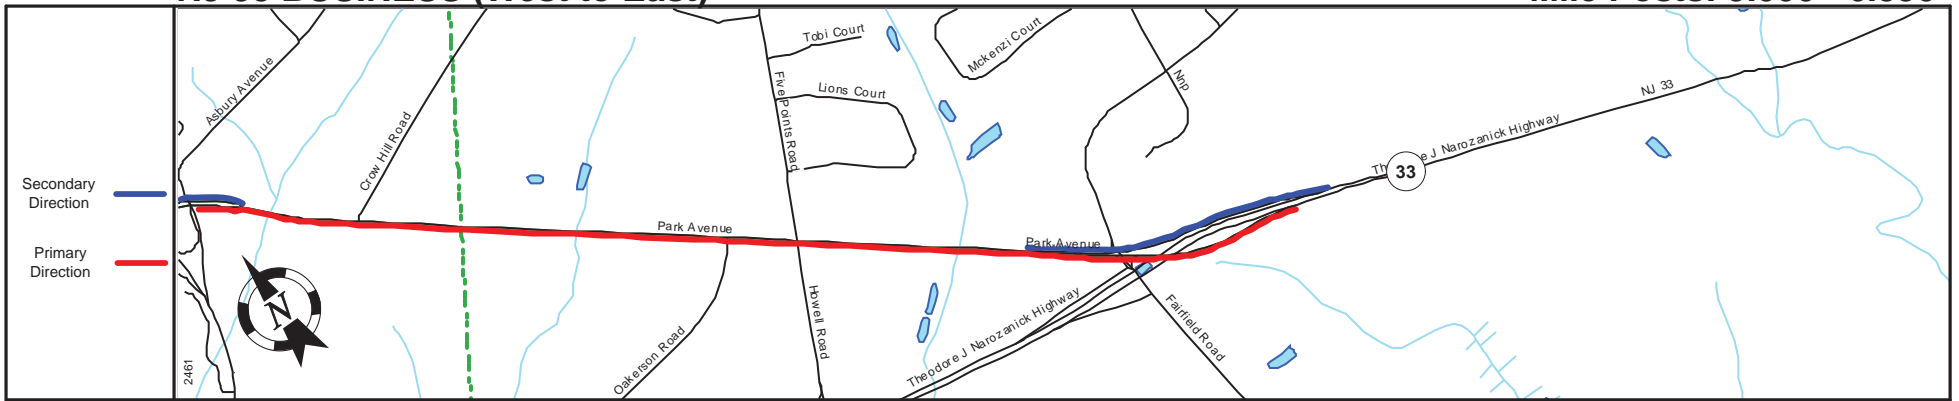 Asbury Avenue
Crow Hill Road
Tobi Court
Lions Court
Five Points Road
Mckenzi Court
Nnp
NJ 33
Narozanick Highway
33
Secondary
Direction
Primary
Direction
Park Avenue
Park Avenue
N
2461
Oakerson Road
Howell Road
Theodore J Narozanick Highway
Fairfield Road